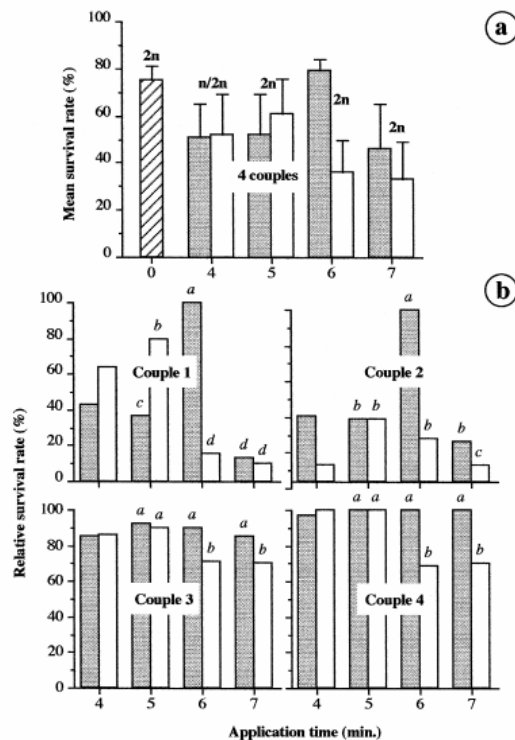 a
100
80
60
40
20
0
Mean survival rate (%)
2n
n/2n
2n
2n
2n
4 couples
0 4 5 6 7
b
100
80
60
40
20
0
a
b
c
d
d d
Couple 1
a
b b
b
b
c
Couple 2
Relative survival rate (%)
100
80
60
40
20
0
a a
a
b
a
b
Couple 3
a a
a
b
a
b
Couple 4
4 5 6 7
4 5 6 7
Application time (min.)